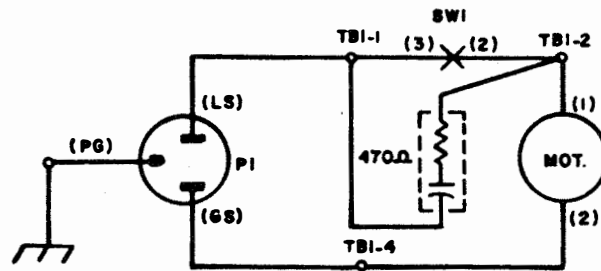 SW1
TB1-1
(3)
(2)
TB1-2
(LS)
(1)
(PG)
P1
470Ω
MOT.
(GS)
(2)
TB1-4